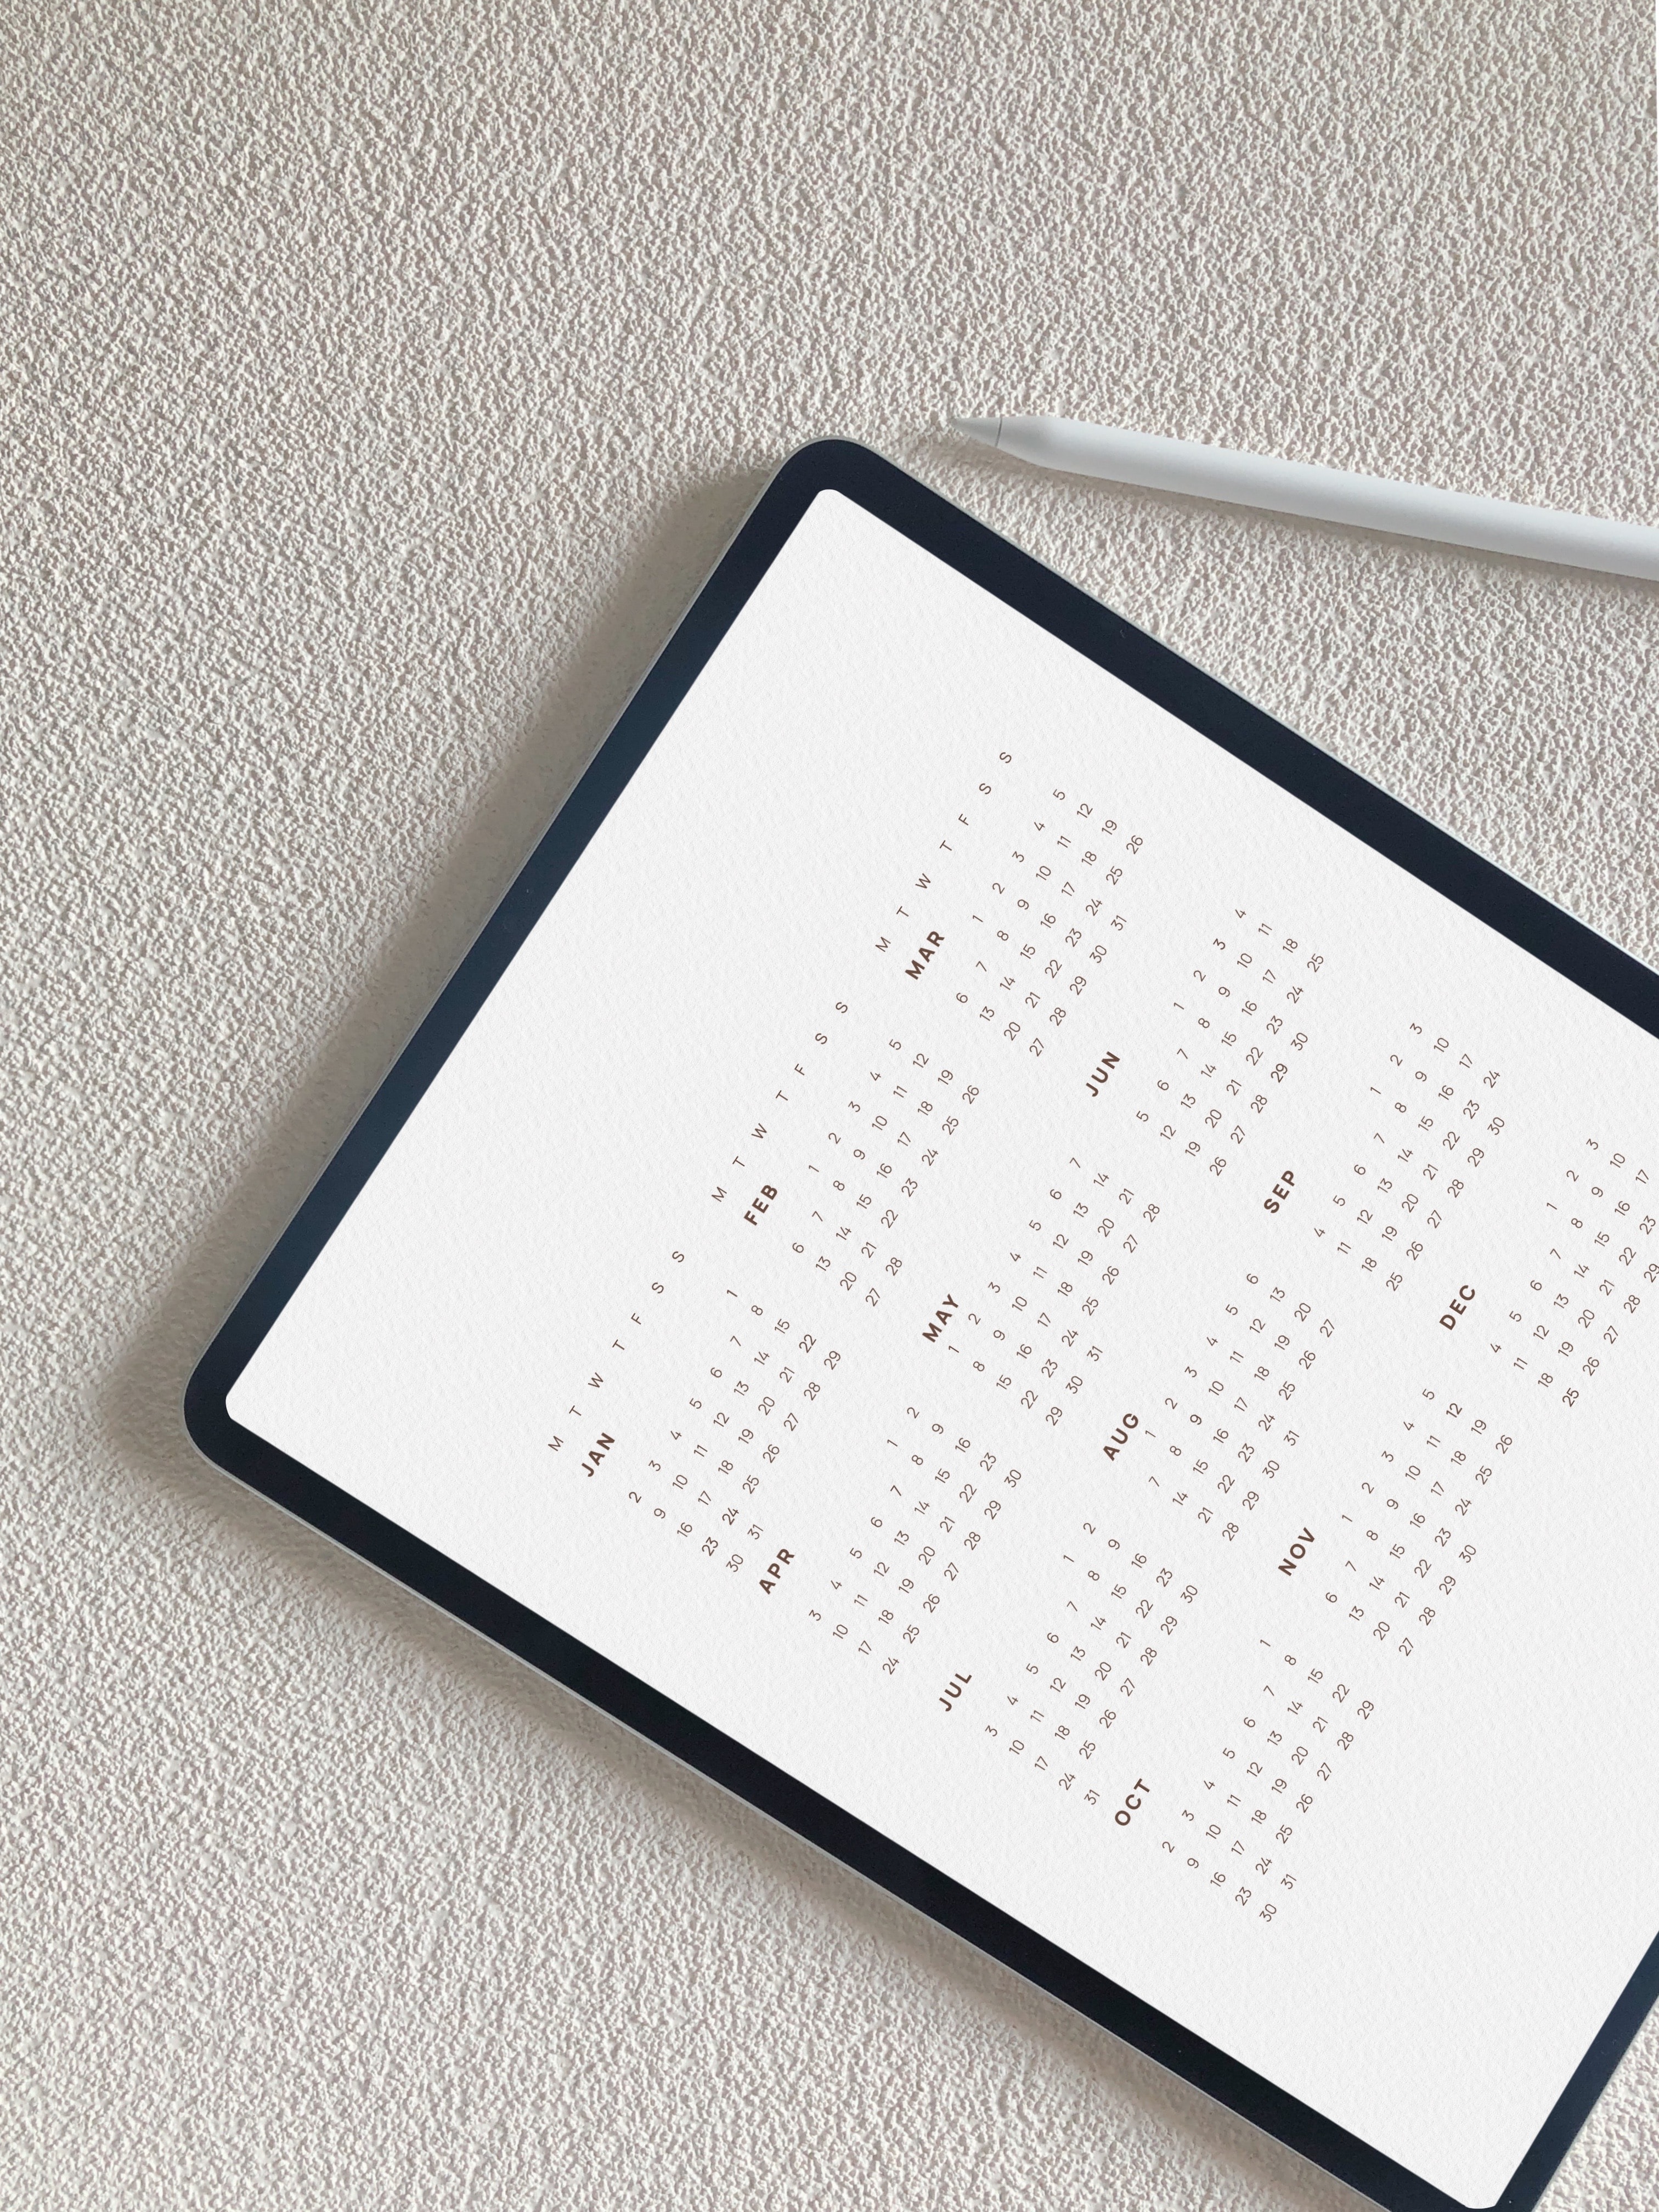 M T W T F S S
JAN
1
2 3 4 5 6 7 8
9 10 11 12 13 14 15
16 17 18 19 20 21 22
23 24 25 26 27 28 29
30 31
M T W T F S S
FEB
1 2 3 4 5
6 7 8 9 10 11 12
13 14 15 16 17 18 19
20 21 22 23 24 25 26
27 28
M T W T F S S
MAR
1 2 3 4 5
6 7 8 9 10 11 12
13 14 15 16 17 18 19
20 21 22 23 24 25 26
27 28 29 30 31
APR
1 2
3 4 5 6 7 8 9
10 11 12 13 14 15 16
17 18 19 20 21 22 23
24 25 26 27 28 29 30
MAY
1 2 3 4 5 6 7
8 9 10 11 12 13 14
15 16 17 18 19 20 21
22 23 24 25 26 27 28
29 30 31
JUN
1 2 3 4
5 6 7 8 9 10 11
12 13 14 15 16 17 18
19 20 21 22 23 24 25
26 27 28 29 30
JUL
1 2
3 4 5 6 7 8 9
10 11 12 13 14 15 16
17 18 19 20 21 22 23
24 25 26 27 28 29 30
31
AUG
1 2 3 4 5 6
7 8 9 10 11 12 13
14 15 16 17 18 19 20
21 22 23 24 25 26 27
28 29 30 31
SEP
1 2 3
4 5 6 7 8 9 10
11 12 13 14 15 16 17
18 19 20 21 22 23 24
25 26 27 28 29 30
OCT
1
2 3 4 5 6 7 8
9 10 11 12 13 14 15
16 17 18 19 20 21 22
23 24 25 26 27 28 29
30 31
NOV
1 2 3 4 5
6 7 8 9 10 11 12
13 14 15 16 17 18 19
20 21 22 23 24 25 26
27 28 29 30
DEC
1 2 3
4 5 6 7 8 9 10
11 12 13 14 15 16 17
18 19 20 21 22 23
25 26 27 28 29